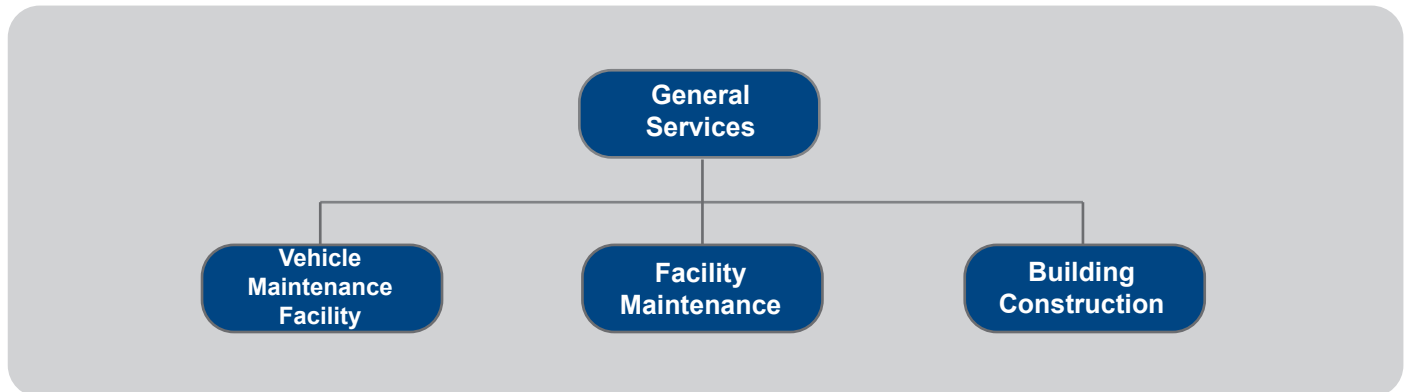 General
Services
Vehicle
Maintenance
Facility
Facility
Maintenance
Building
Construction